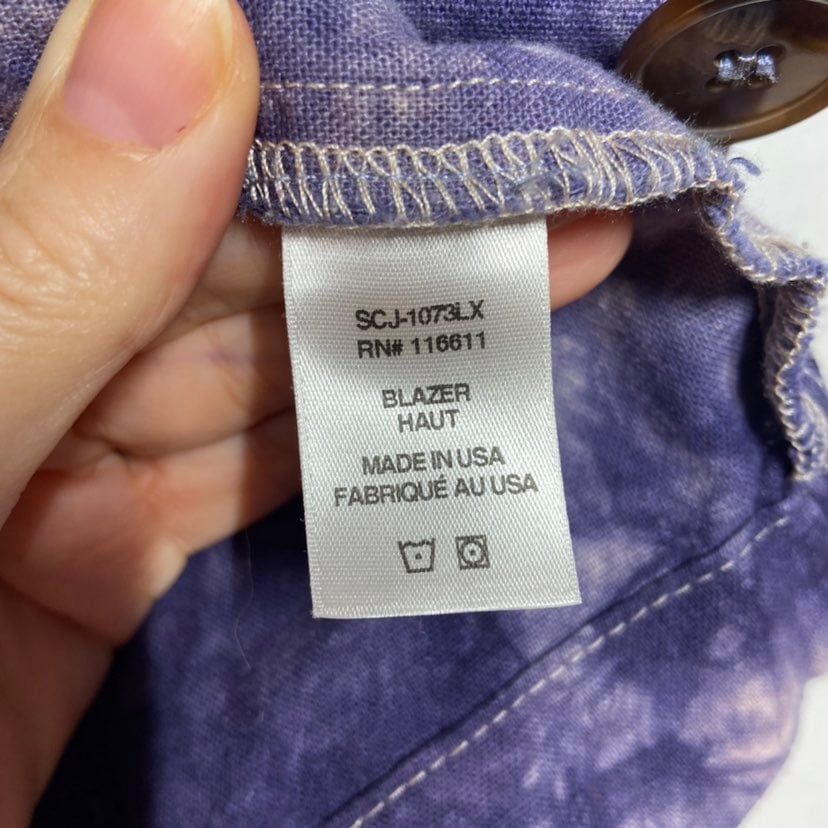 SCJ-1073LX
RN# 116611
BLAZER
HAUT
MADE IN USA
FABRIQUÉ AU USA